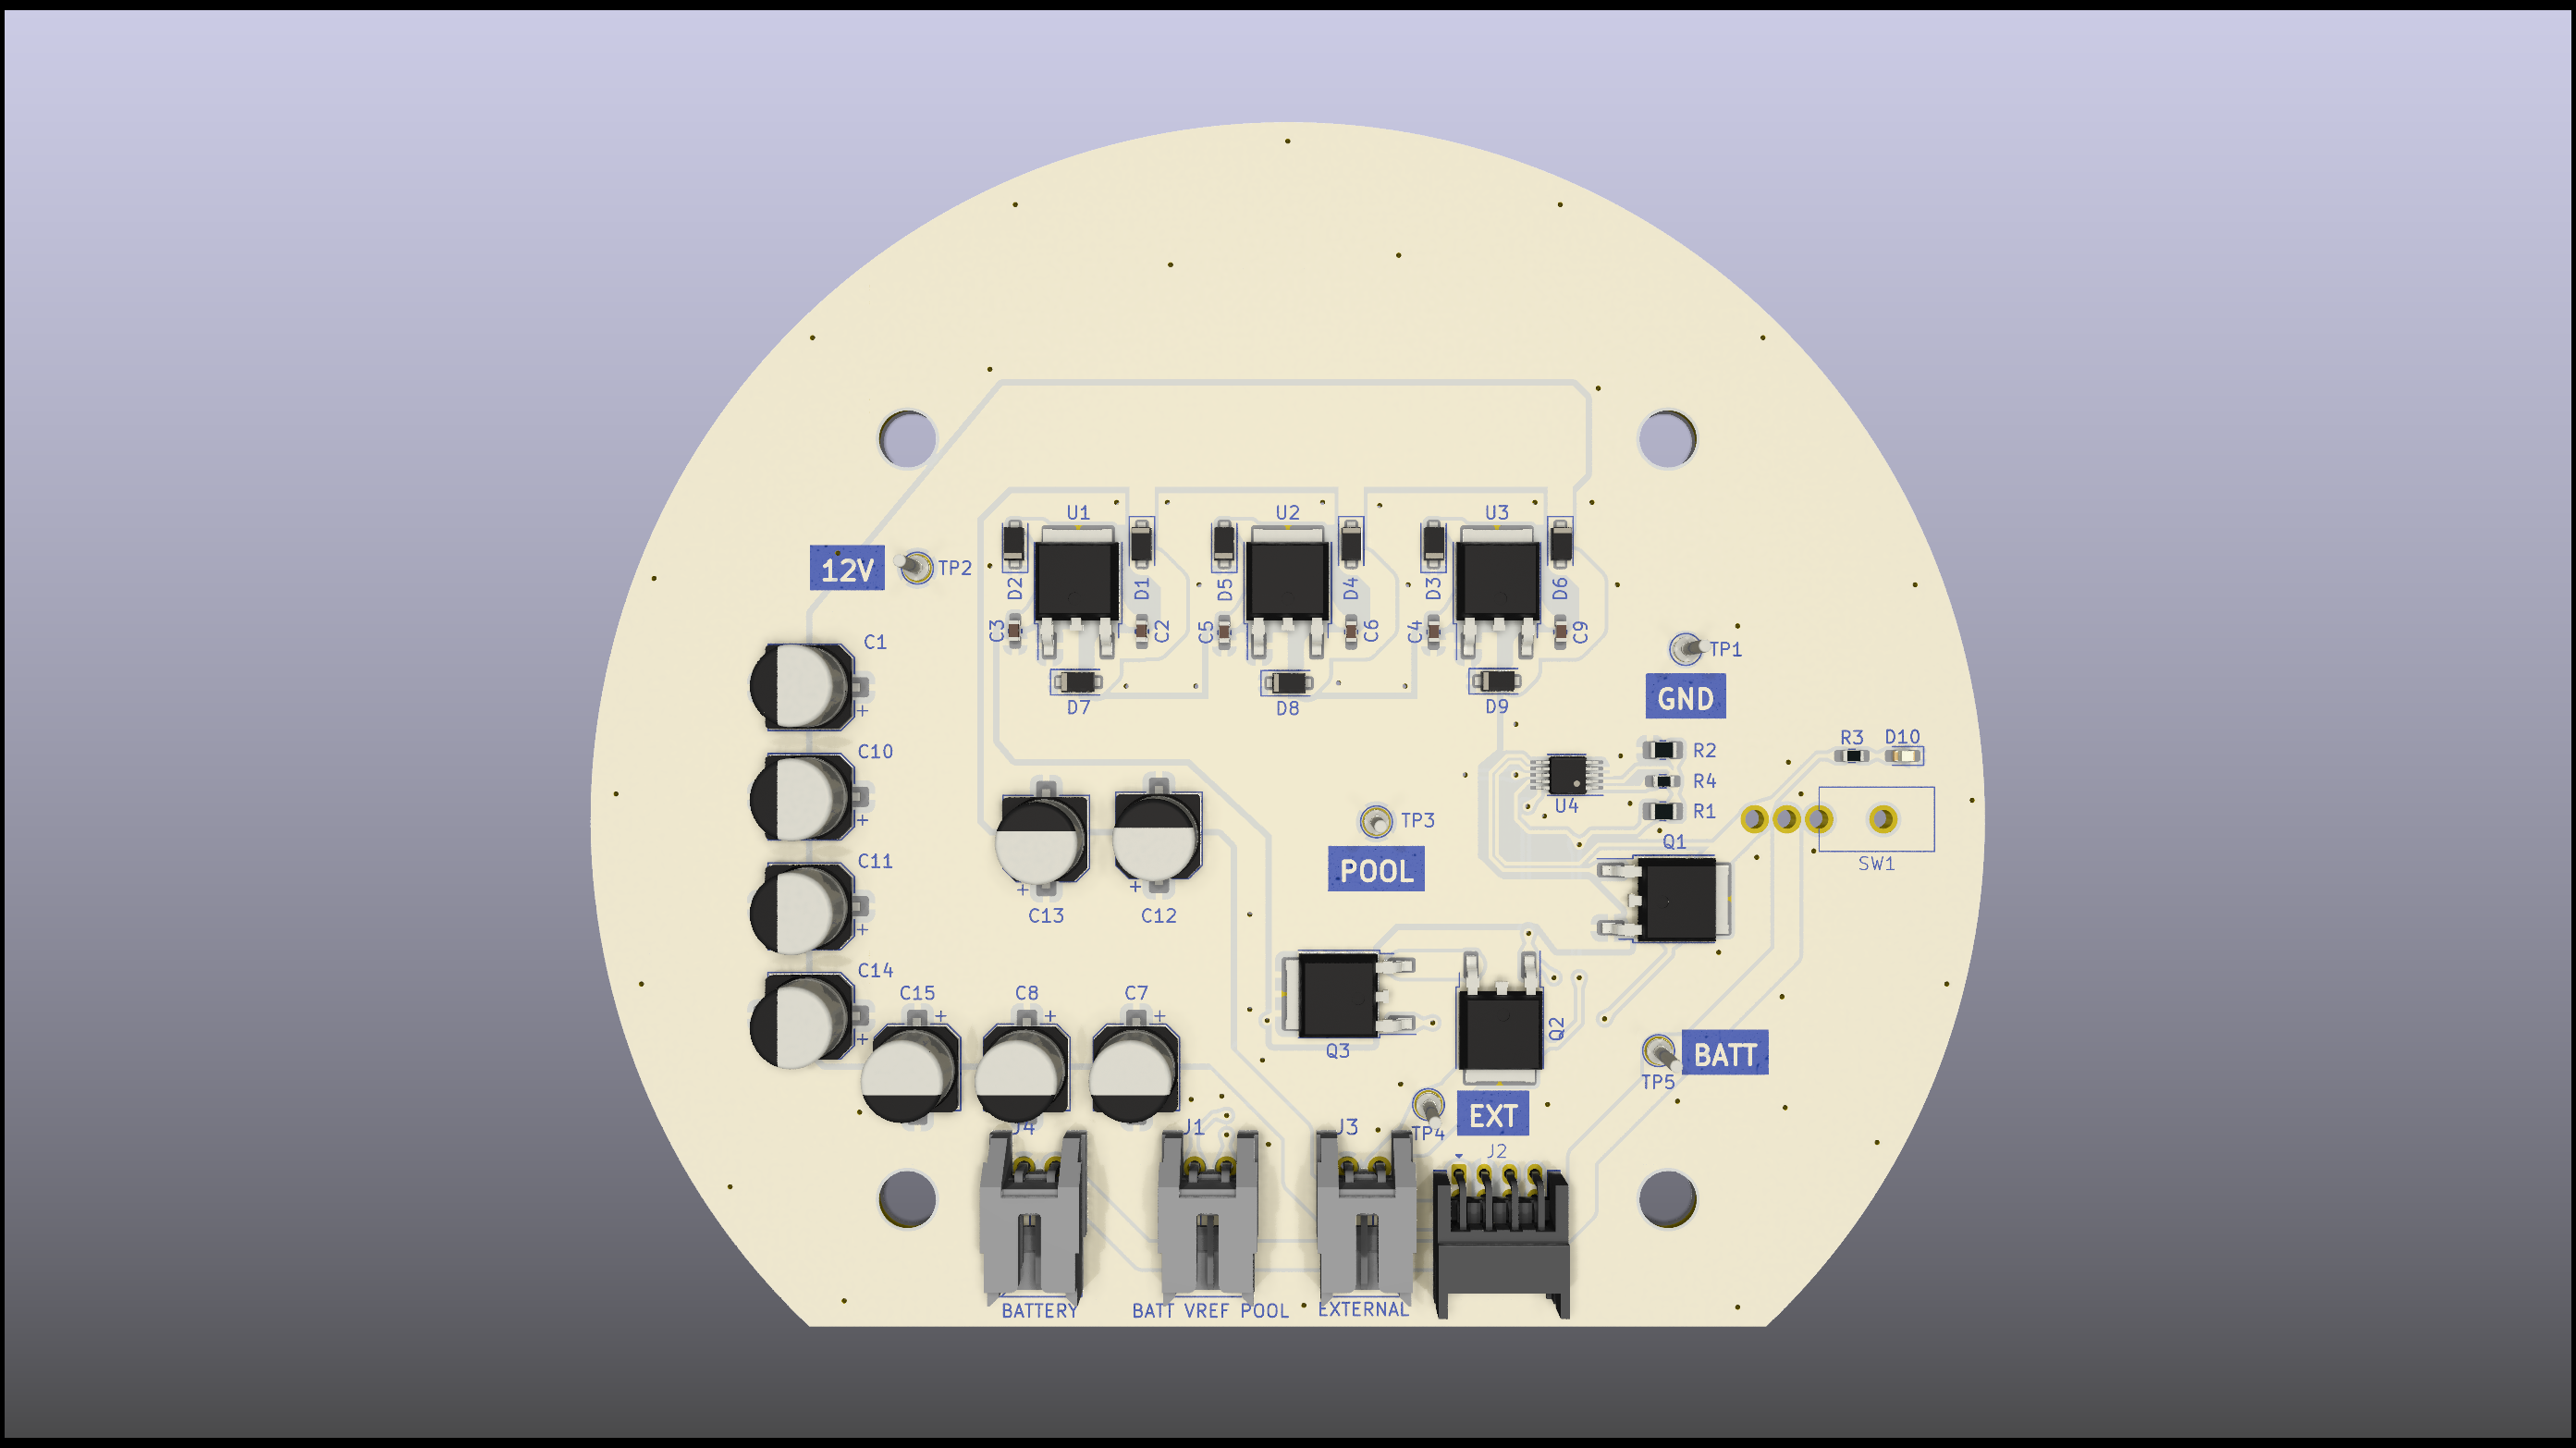 U1
U2
U3
12V
TP2
D2
D1
D5
D4
D3
D6
C3
C2
C5
C6
C4
C9
C1
+
TP1
GND
D7
D8
D9
C10
+
R2
R4
R1
U4
R3
D10
TP3
POOL
Q1
SW1
C11
+
+
C13
+
C12
C14
+
C15
+
C8
+
C7
+
Q3
Q2
BATT
TP5
EXT
TP4
J4
J1
J3
J2
BATTERY
BATT VREF POOL
EXTERNAL